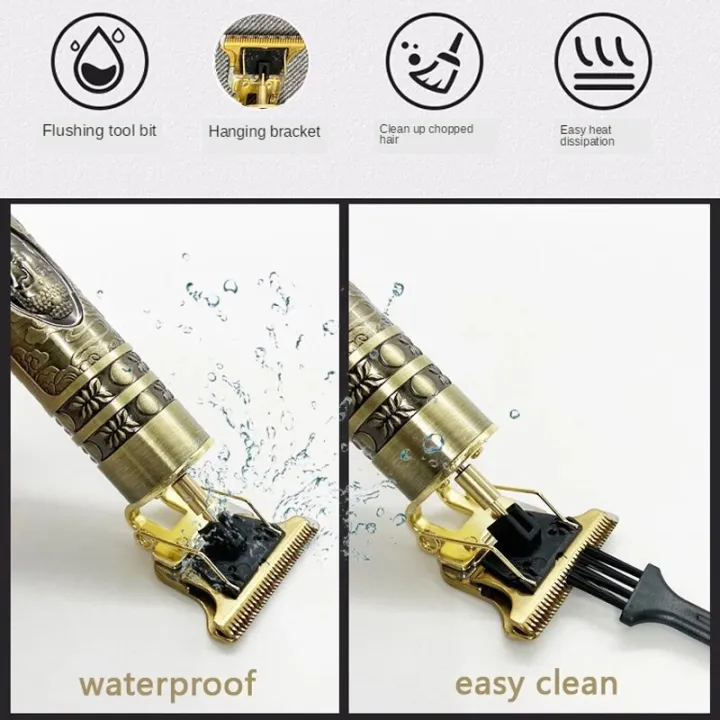 Flushing tool bit
Hanging bracket
Clean up chopped
hair
Easy heat
dissipation
waterproof
easy clean